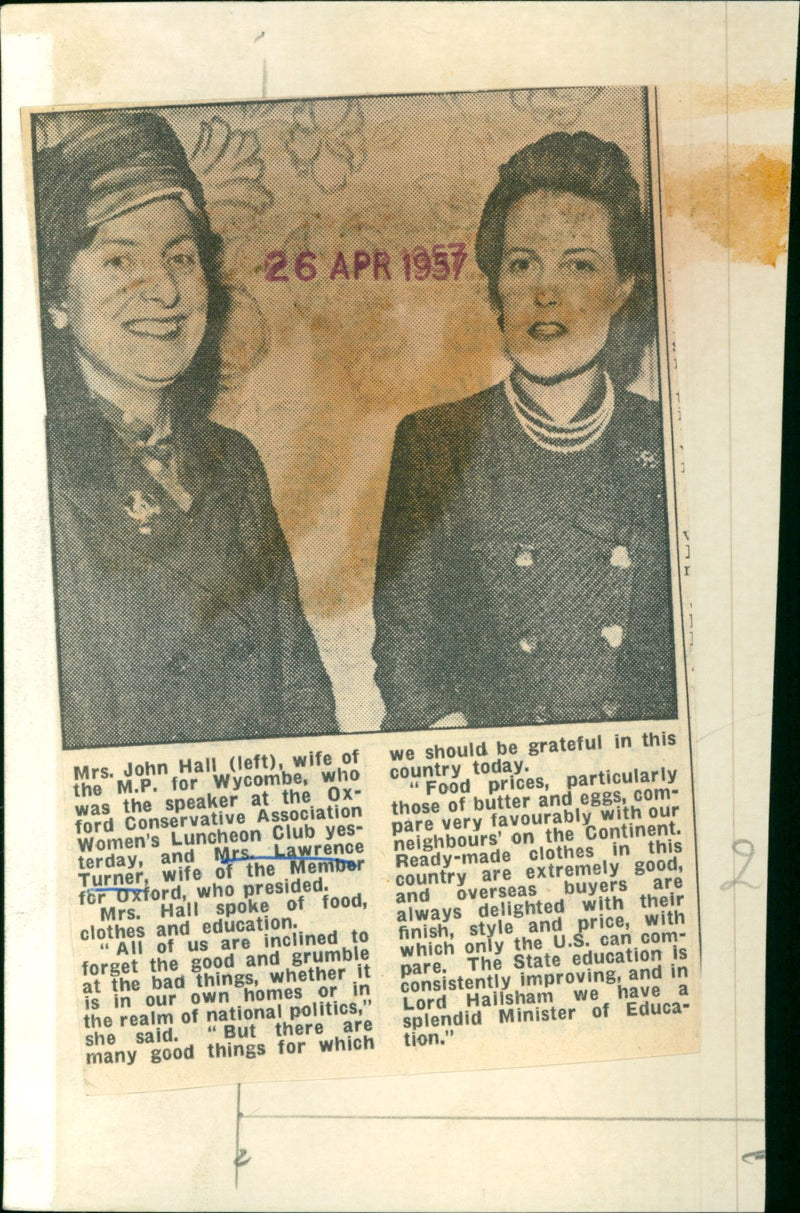 26 APR 1957
Mrs. John Hall (left), wife of
the M.P. for Wycombe, who
was the speaker at the Ox-
ford Conservative Association
Women's Luncheon Club yes-
terday, and Mrs. Lawrence
Turner, wife of the Member
for Oxford, who presided.
Mrs. Hall spoke of food,
clothes and education.
"All of us are inclined to
forget the good and grumble
at the bad things, whether it
is in our own homes or in
the realm of national politics,"
she said. "But there are
many good things for which
we should be grateful in this
country today.
"Food prices, particularly
those of butter and eggs, com-
pare very favourably with our
neighbours' on the Continent.
Ready-made clothes in this
country are extremely good,
and overseas buyers are
always delighted with their
finish, style and price, with
which only the U.S. can com-
pare. The State education is
consistently improving, and in
Lord Hailsham we have a
splendid Minister of Educa-
tion."
2